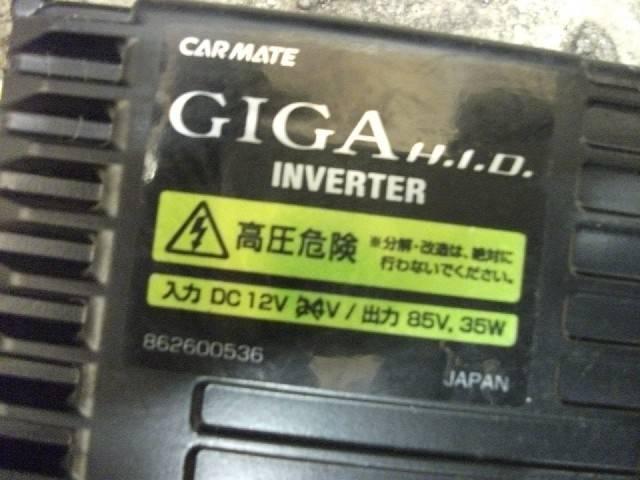 CARMATE
GIGA H.I.D.
INVERTER
高圧危険 ※分解・改造は、絶対に
行わないでください。
入力 DC12V 24V / 出力 85V, 35W
862600536
JAPAN